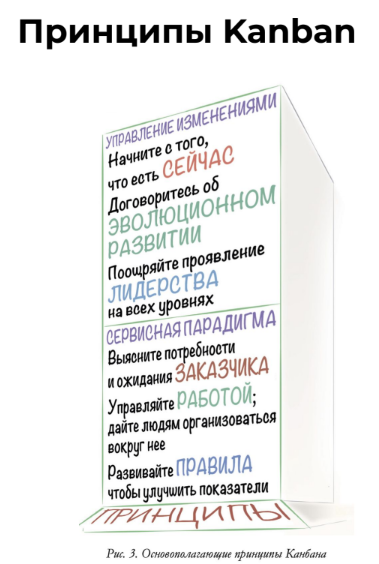 Принципы Kanban
УПРАВЛЕНИЕ ИЗМЕНЕНИЯМИ
Начните с того,
что есть СЕЙЧАС
Договоритесь об
ЭВОЛЮЦИОННОМ
РАЗВИТИИ
Поощряйте проявление
ЛИДЕРСТВА
на всех уровнях
СЕРВИСНАЯ ПАРАДИГМА
Выясните потребности
и ожидания ЗАКАЗЧИКА
Управляйте РАБОТОЙ;
дайте людям организоваться
вокруг нее
Развивайте ПРАВИЛА
чтобы улучшить показатели
ПРИНЦИПЫ
Рис. 3. Основополагающие принципы Канбана